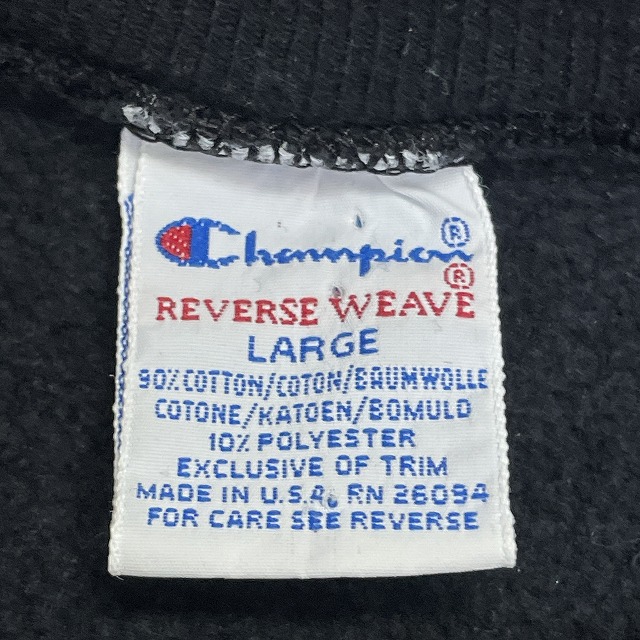 Champion®
REVERSE WEAVE®
LARGE
90% COTTON/COTON/BAUMWOLLE
COTONE/KATOEN/BOMULD
10% POLYESTER
EXCLUSIVE OF TRIM
MADE IN U.S.A. RN 26094
FOR CARE SEE REVERSE